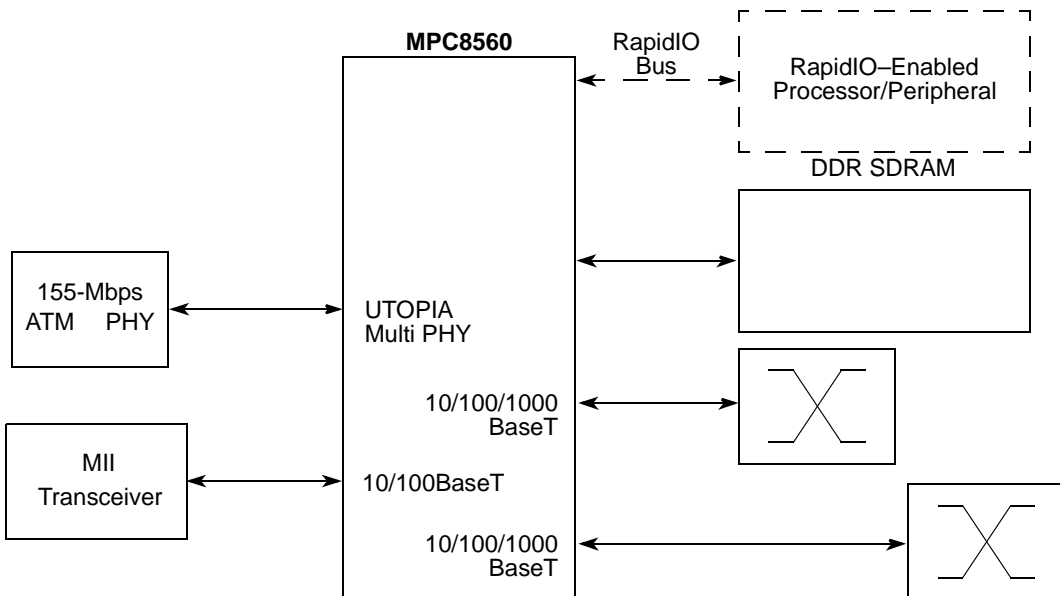 MPC8560
RapidIO
Bus
RapidIO–Enabled
Processor/Peripheral
DDR SDRAM
155-Mbps
ATM PHY
UTOPIA
Multi PHY
10/100/1000
BaseT
MII
Transceiver
10/100BaseT
10/100/1000
BaseT